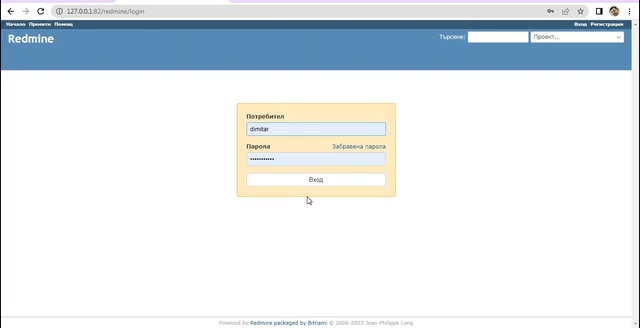 127.0.0.1:82/redmine/login
Начало Проекти Помощ
Вход Регистрация
Redmine
Търсене:
Проект...
Потребител
dimitar
Парола
Забравена парола
•••••••••••
Вход
Powered by Redmine packaged by Bitnami © 2006-2022 Jean-Philippe Lang